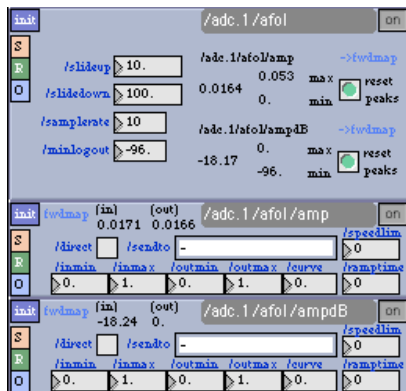 init /adc.1/afol on
S
R
O
/slideup 10.
/slidedown 100.
/samplerate 10
/minlogout -96.
/adc.1/afol/amp ->fwdmap
0.0164 0.053 max reset
0. min peaks
/adc.1/afol/ampdB ->fwdmap
-18.17 0. max reset
-96. min peaks
init fwdmap (in) (out) /adc.1/afol/amp on
0.0171 0.0166
S /direct /sendto - /speedlim 0
R /inmin /inmax /outmin /outmax /curve /ramptime
O 0. 1. 0. 1. 0. 0
init fwdmap (in) (out) /adc.1/afol/ampdB on
-18.24 0.
S /direct /sendto - /speedlim 0
R /inmin /inmax /outmin /outmax /curve /ramptime
O 0. 1. 0. 1. 0. 0